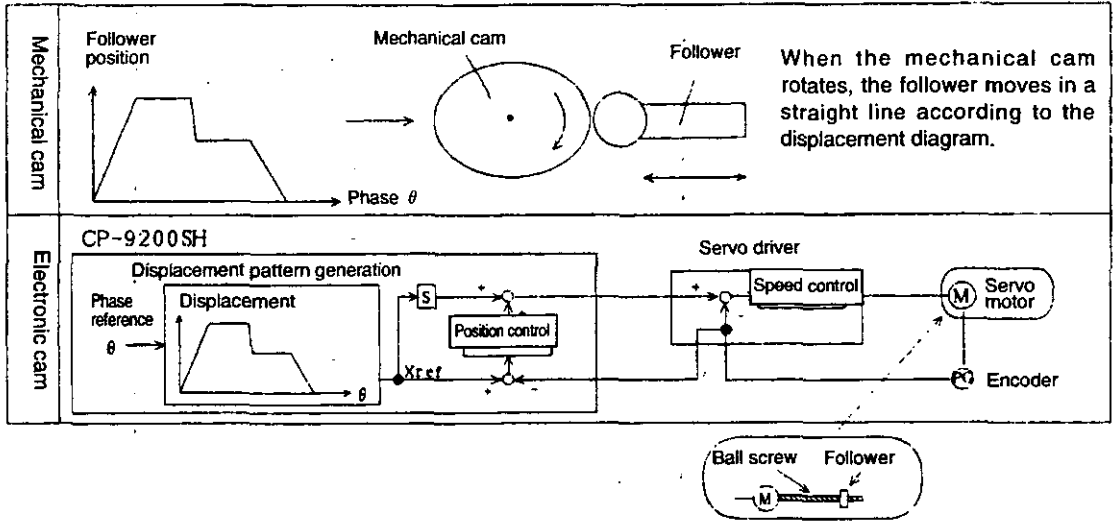 Mechanical cam
Follower
position
Phase θ
Mechanical cam
Follower
When the mechanical cam
rotates, the follower moves in a
straight line according to the
displacement diagram.
Electronic cam
CP-9200SH
Displacement pattern generation
Phase
reference
θ
Displacement
θ
S
+
Position control
-
Xref
+
-
Servo driver
+
-
Speed control
M
Servo
motor
PG
Encoder
Ball screw
Follower
M